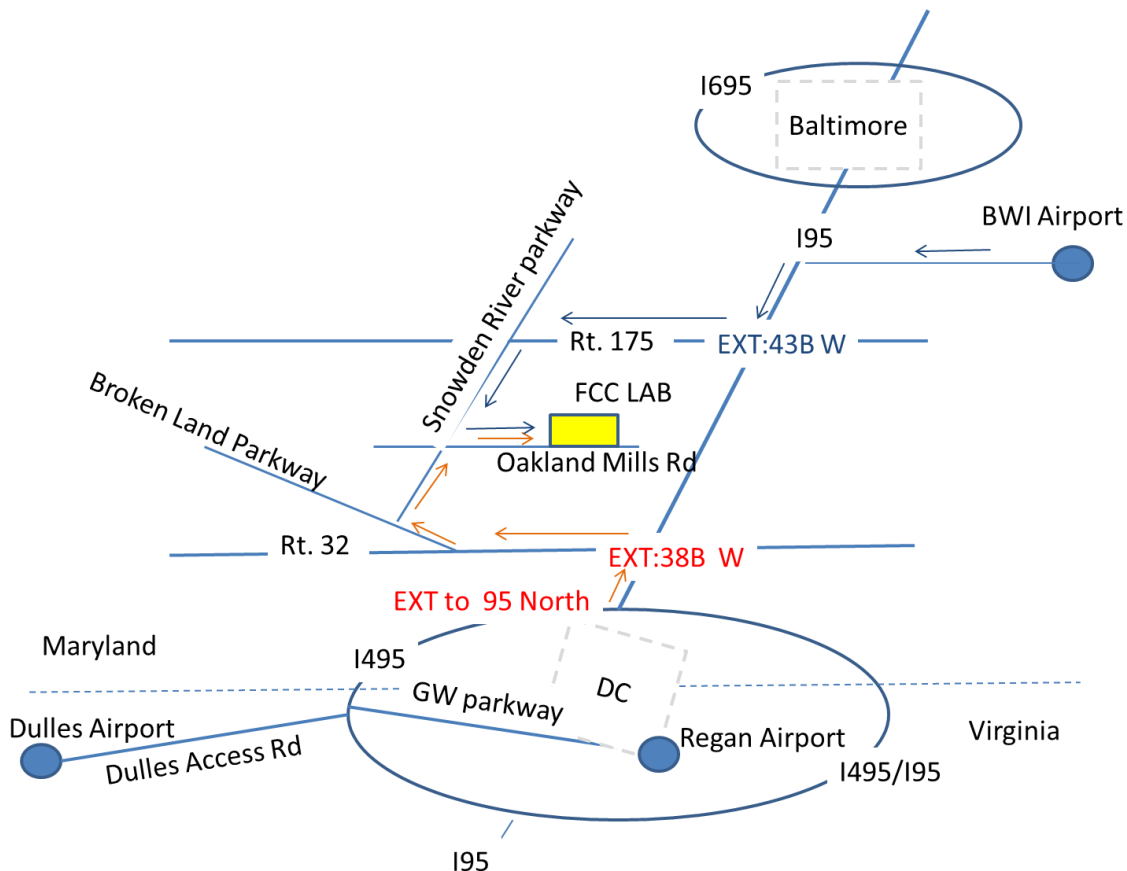 I695
Baltimore
BWI Airport
I95
Snowden River parkway
Rt. 175
EXT:43B W
FCC LAB
Broken Land Parkway
Oakland Mills Rd
Rt. 32
EXT:38B  W
EXT to  95 North
Maryland
I495
DC
GW parkway
Dulles Airport
Dulles Access Rd
Regan Airport
Virginia
I495/I95
I95